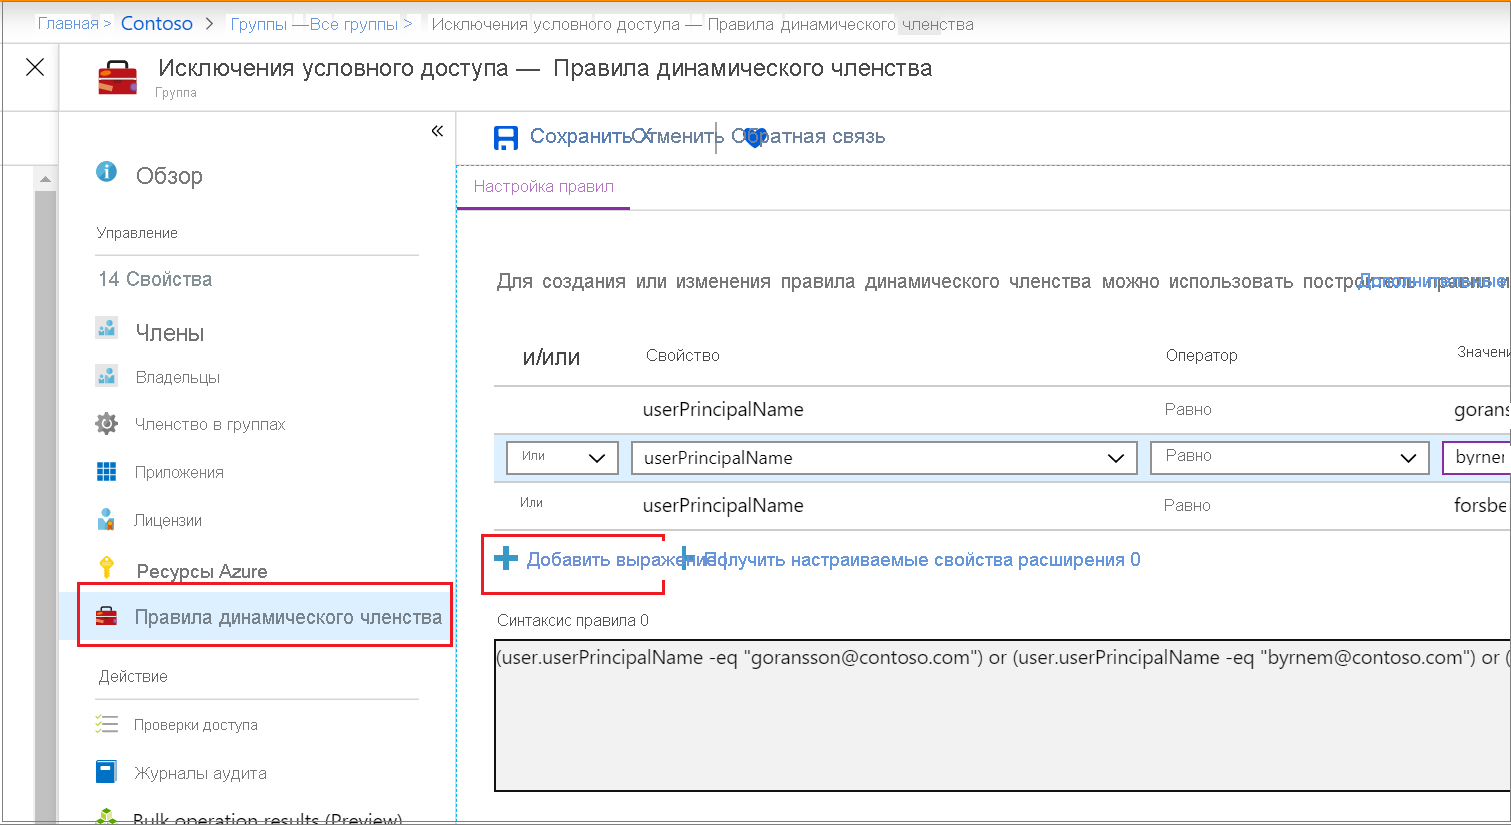 Главная > Contoso > Группы —Все группы > Исключения условного доступа — Правила динамического членства
Исключения условного доступа — Правила динамического членства
Группа
«
Сохранить X Отменить | Обратная связь
Обзор
Управление
14 Свойства
Члены
Владельцы
Членство в группах
Приложения
Лицензии
Ресурсы Azure
Правила динамического членства
Действие
Проверки доступа
Журналы аудита
Bulk operation results (Preview)
Настройка правил
Для создания или изменения правила динамического членства можно использовать построитель правил и
Дополнительные
и/или Свойство Оператор Значени
userPrincipalName Равно gorans
Или userPrincipalName Равно byrnem
Или userPrincipalName Равно forsbe
Добавить выражение Получить настраиваемые свойства расширения 0
Синтаксис правила 0
(user.userPrincipalName -eq "goransson@contoso.com") or (user.userPrincipalName -eq "byrnem@contoso.com") or (